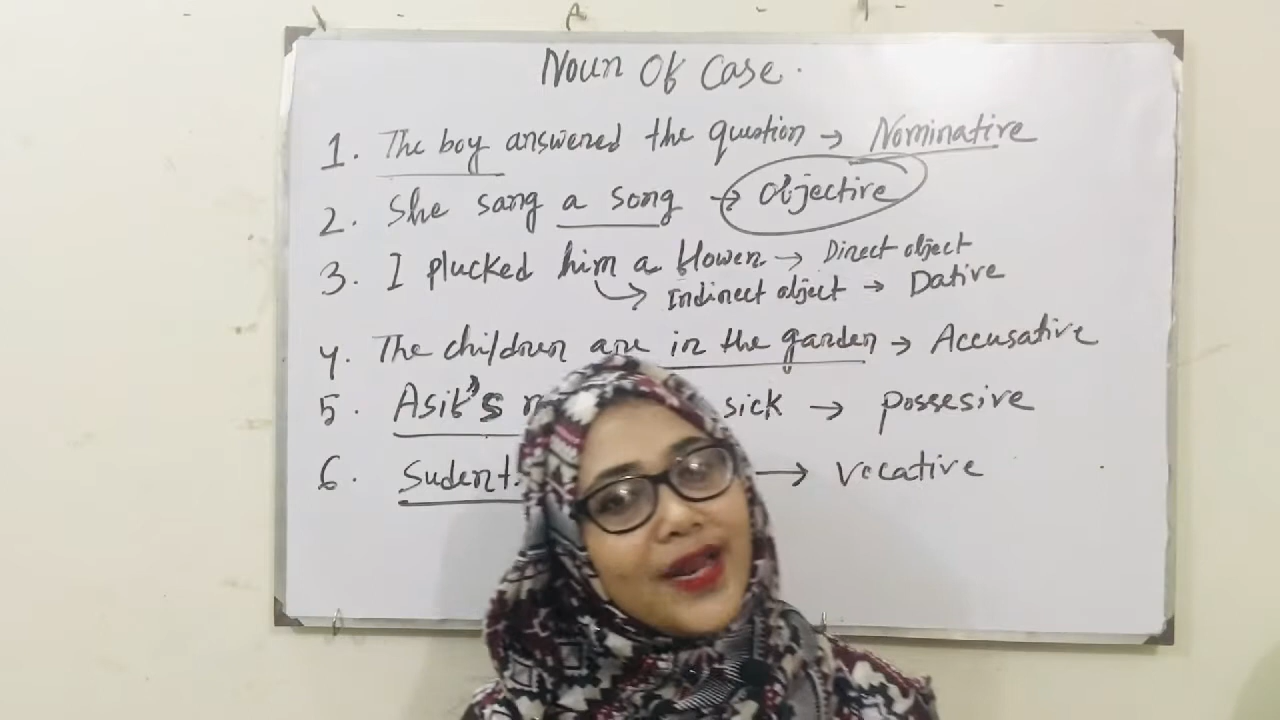 Noun Of Case.
1. The boy answered the question → Nominative
2. She sang a song → Objective
3. I plucked him a flower. → Direct object
→ Indirect object → Dative
4. The children are in the garden → Accusative
5. Asif's sick → possesive
6. Sudent. → Vocative